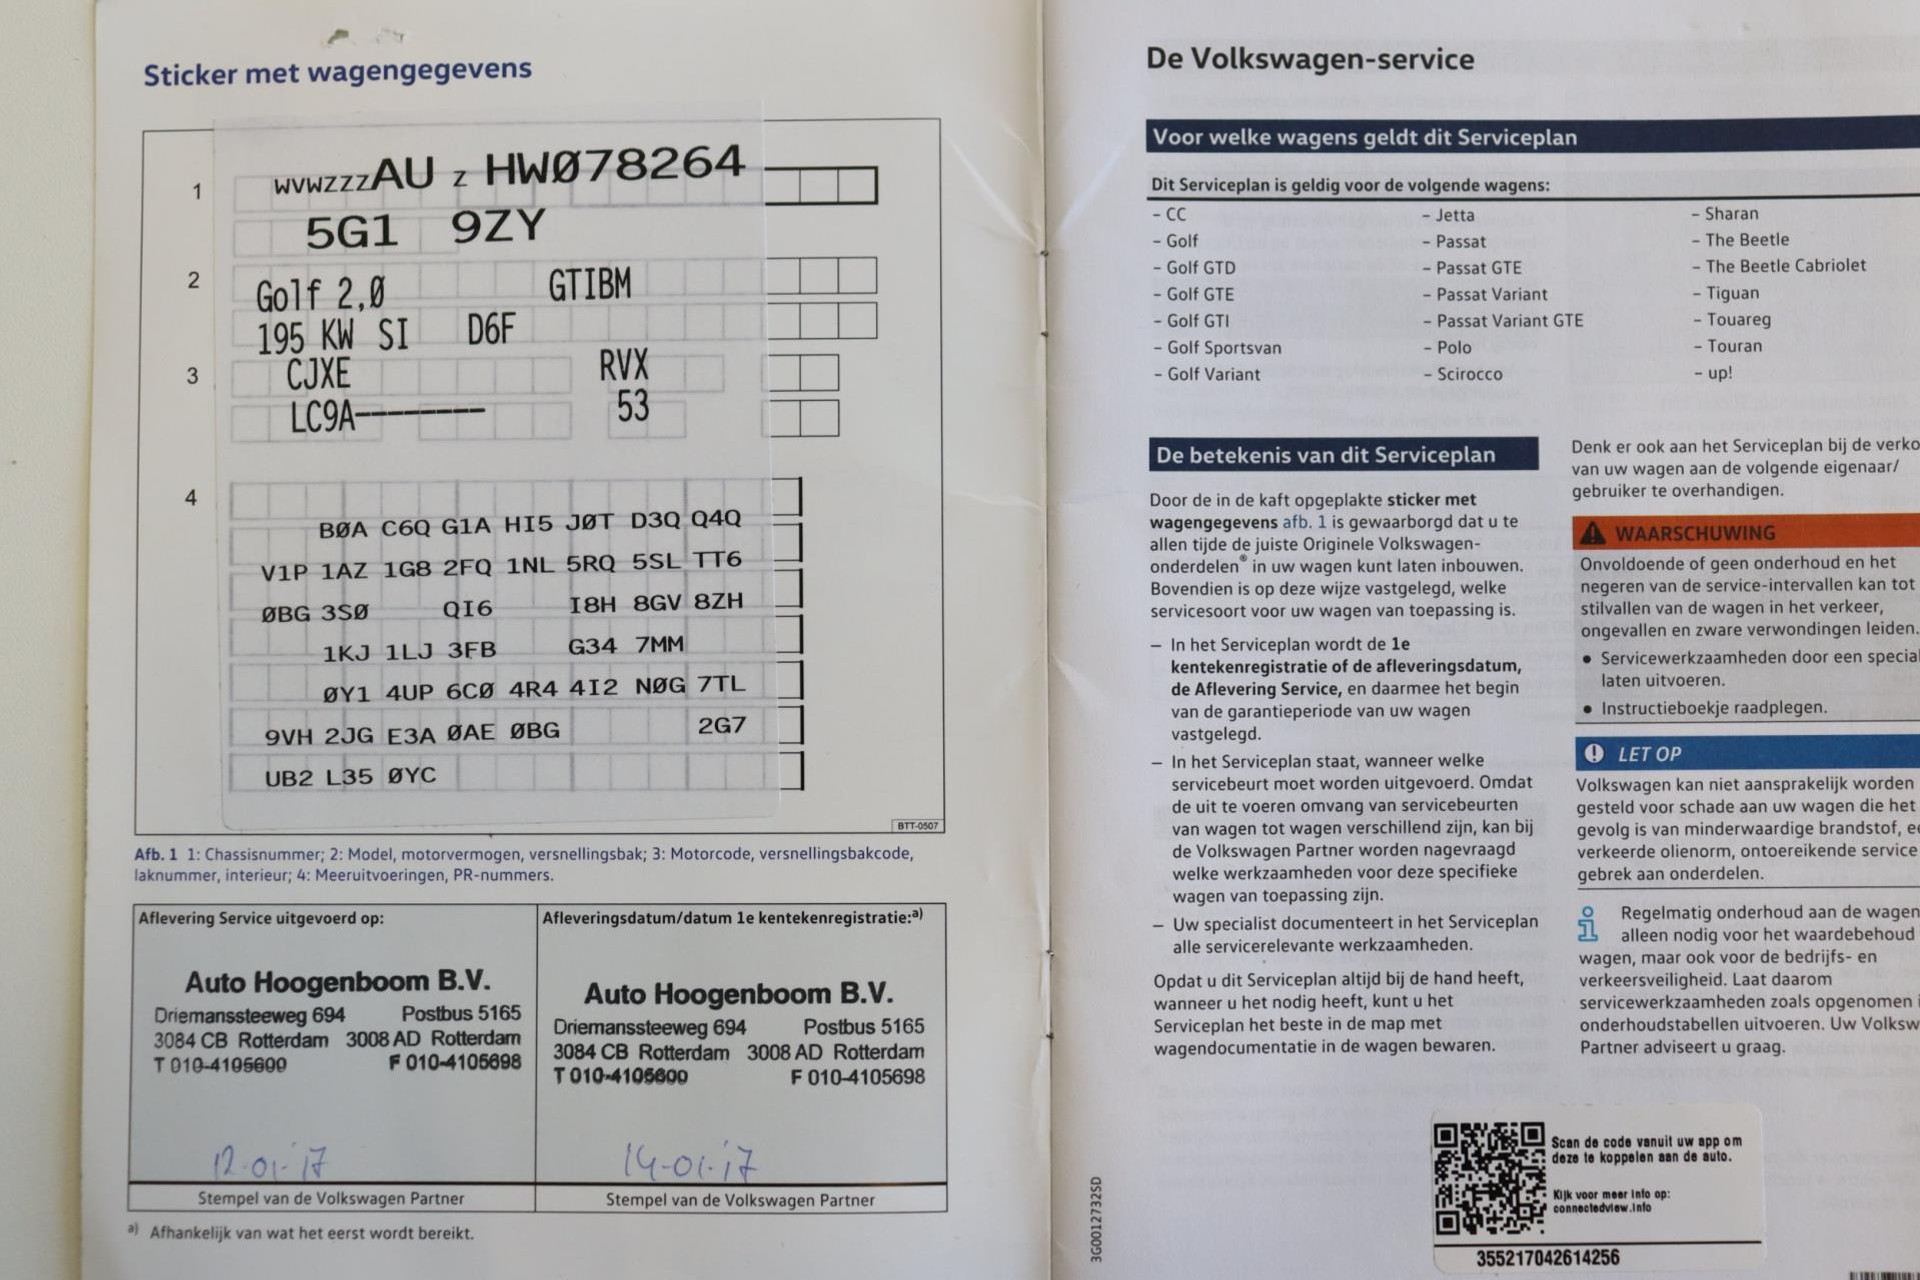 Sticker met wagengegevens
1
WVWZZZAU Z HWØ78264
5G1 9ZY
2
Golf 2,Ø GTIBM
195 KW SI D6F
3
CJXE RVX
LC9A-------- 53
4
BØA C6Q G1A HI5 JØT D3Q Q4Q
V1P 1AZ 1G8 2FQ 1NL 5RQ 5SL TT6
ØBG 3SØ QI6 I8H 8GV 8ZH
1KJ 1LJ 3FB G34 7MM
ØY1 4UP 6CØ 4R4 4I2 NØG 7TL
9VH 2JG E3A ØAE ØBG 2G7
UB2 L35 ØYC
BTT-0507
Afb. 1 1: Chassisnummer; 2: Model, motorvermogen, versnellingsbak; 3: Motorcode, versnellingsbakcode,
laknummer, interieur; 4: Meeruitvoeringen, PR-nummers.
Aflevering Service uitgevoerd op:
Auto Hoogenboom B.V.
Driemanssteeweg 694 Postbus 5165
3084 CB Rotterdam 3008 AD Rotterdam
T 010-4105600 F 010-4105698
12-01-17
Stempel van de Volkswagen Partner
Afleveringsdatum/datum 1e kentekenregistratie:a)
Auto Hoogenboom B.V.
Driemanssteeweg 694 Postbus 5165
3084 CB Rotterdam 3008 AD Rotterdam
T 010-4105600 F 010-4105698
14-01-17
Stempel van de Volkswagen Partner
a) Afhankelijk van wat het eerst wordt bereikt.
De Volkswagen-service
Voor welke wagens geldt dit Serviceplan
Dit Serviceplan is geldig voor de volgende wagens:
– CC
– Golf
– Golf GTD
– Golf GTE
– Golf GTI
– Golf Sportsvan
– Golf Variant
– Jetta
– Passat
– Passat GTE
– Passat Variant
– Passat Variant GTE
– Polo
– Scirocco
– Sharan
– The Beetle
– The Beetle Cabriolet
– Tiguan
– Touareg
– Touran
– up!
De betekenis van dit Serviceplan
Door de in de kaft opgeplakte sticker met
wagengegevens afb. 1 is gewaarborgd dat u te
allen tijde de juiste Originele Volkswagen-
onderdelen® in uw wagen kunt laten inbouwen.
Bovendien is op deze wijze vastgelegd, welke
servicesoort voor uw wagen van toepassing is.
– In het Serviceplan wordt de 1e
kentekenregistratie of de afleveringsdatum,
de Aflevering Service, en daarmee het begin
van de garantieperiode van uw wagen
vastgelegd.
– In het Serviceplan staat, wanneer welke
servicebeurt moet worden uitgevoerd. Omdat
de uit te voeren omvang van servicebeurten
van wagen tot wagen verschillend zijn, kan bij
de Volkswagen Partner worden nagevraagd
welke werkzaamheden voor deze specifieke
wagen van toepassing zijn.
– Uw specialist documenteert in het Serviceplan
alle servicerelevante werkzaamheden.
Opdat u dit Serviceplan altijd bij de hand heeft,
wanneer u het nodig heeft, kunt u het
Serviceplan het beste in de map met
wagendocumentatie in de wagen bewaren.
Denk er ook aan het Serviceplan bij de verko
van uw wagen aan de volgende eigenaar/
gebruiker te overhandigen.
WAARSCHUWING
Onvoldoende of geen onderhoud en het
negeren van de service-intervallen kan tot
stilvallen van de wagen in het verkeer,
ongevallen en zware verwondingen leiden.
● Servicewerkzaamheden door een special
laten uitvoeren.
● Instructieboekje raadplegen.
LET OP
Volkswagen kan niet aansprakelijk worden
gesteld voor schade aan uw wagen die het
gevolg is van minderwaardige brandstof, ee
verkeerde olienorm, ontoereikende service
gebrek aan onderdelen.
Regelmatig onderhoud aan de wagen
alleen nodig voor het waardebehoud
wagen, maar ook voor de bedrijfs- en
verkeersveiligheid. Laat daarom
servicewerkzaamheden zoals opgenomen i
onderhoudstabellen uitvoeren. Uw Volksw
Partner adviseert u graag.
Scan de code vanuit uw app om
deze te koppelen aan de auto.
Kijk voor meer info op:
connectedview.info
355217042614256
3G0012732SD